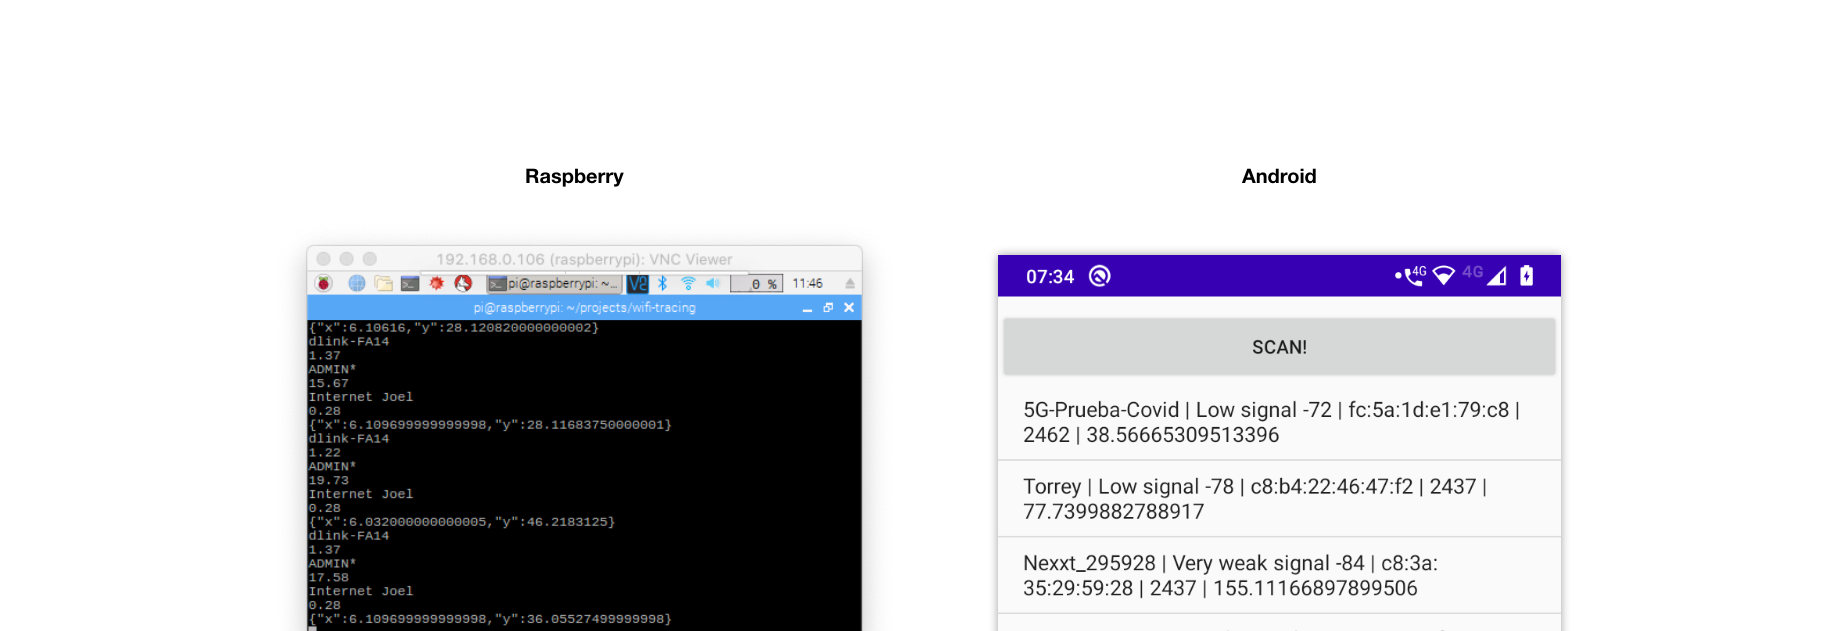 Raspberry
Android
192.168.0.106 (raspberrypi): VNC Viewer
pi@raspberrypi: ~... 0 % 11:46
pi@raspberrypi: ~/projects/wifi-tracing
{"x":6.10616,"y":28.120820000000002}
dlink-FA14
1.37
ADMIN*
15.67
Internet Joel
0.28
{"x":6.109699999999998,"y":28.11683750000001}
dlink-FA14
1.22
ADMIN*
19.73
Internet Joel
0.28
{"x":6.032000000000005,"y":46.2183125}
dlink-FA14
1.37
ADMIN*
17.58
Internet Joel
0.28
{"x":6.109699999999998,"y":36.05527499999998}
07:34 4G 4G
SCAN!
5G-Prueba-Covid | Low signal -72 | fc:5a:1d:e1:79:c8 |
2462 | 38.56665309513396
Torrey | Low signal -78 | c8:b4:22:46:47:f2 | 2437 |
77.7399882788917
Nexxt_295928 | Very weak signal -84 | c8:3a:
35:29:59:28 | 2437 | 155.11166897899506